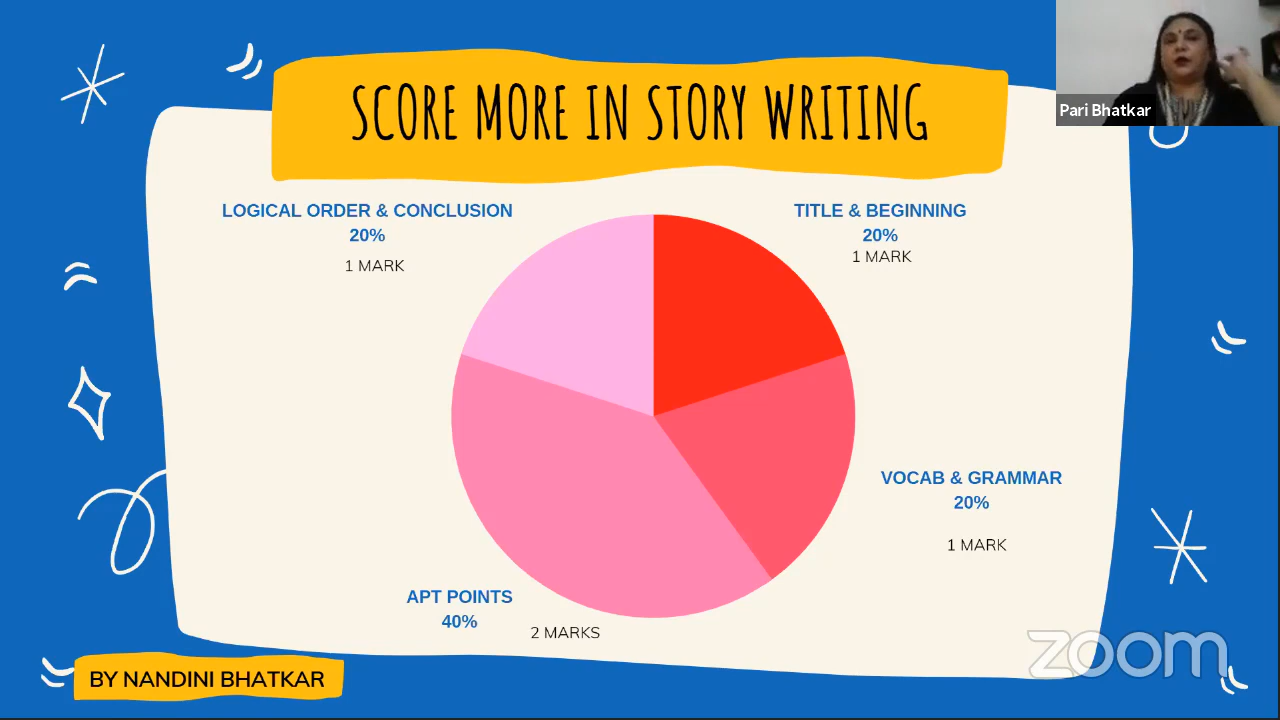 SCORE MORE IN STORY WRITING
Pari Bhatkar
LOGICAL ORDER & CONCLUSION
20%
1 MARK
TITLE & BEGINNING
20%
1 MARK
VOCAB & GRAMMAR
20%
1 MARK
APT POINTS
40%
2 MARKS
BY NANDINI BHATKAR
zoom